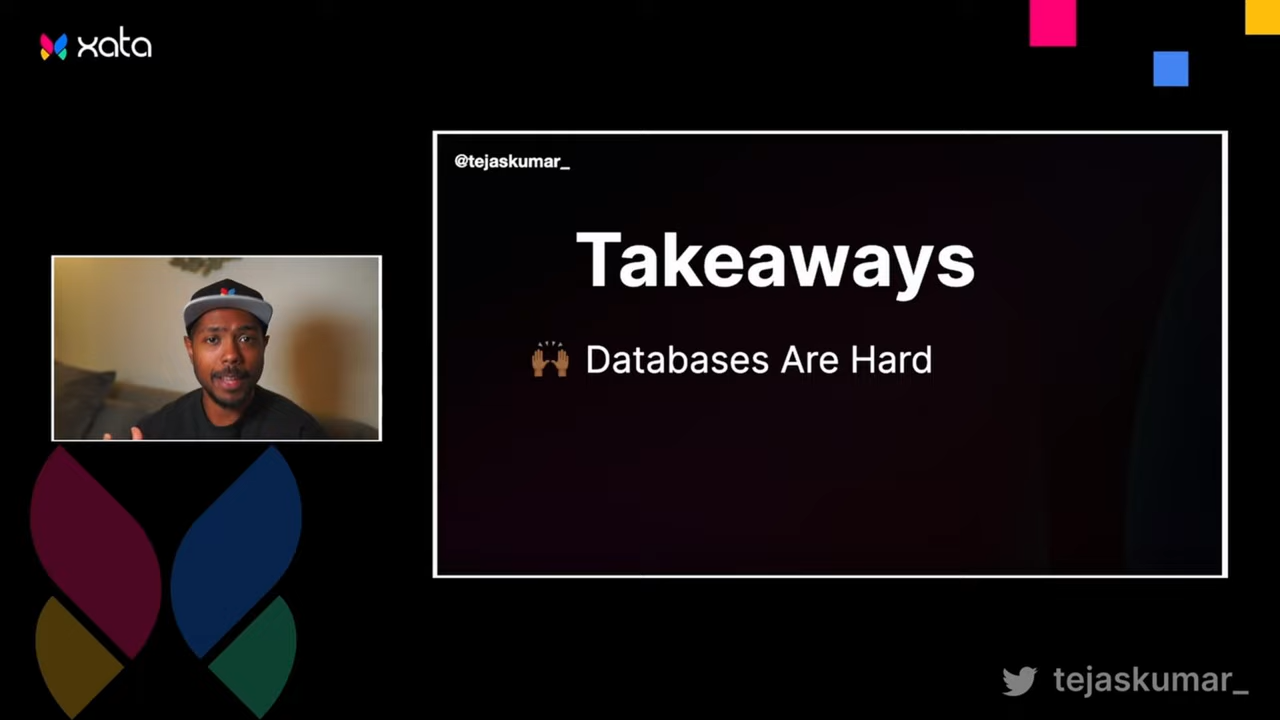 xata
@tejaskumar_
Takeaways
🙌🏾 Databases Are Hard
tejaskumar_